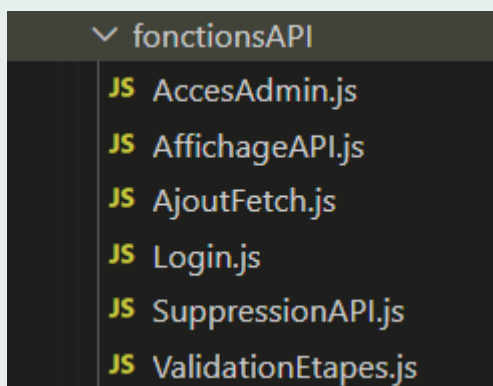 fonctionsAPI
JS AccesAdmin.js
JS AffichageAPI.js
JS AjoutFetch.js
JS Login.js
JS SuppressionAPI.js
JS ValidationEtapes.js